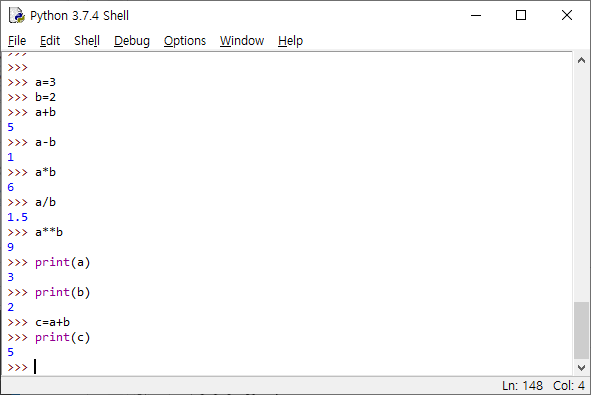 Python 3.7.4 Shell
File Edit Shell Debug Options Window Help
>>>
>>> a=3
>>> b=2
>>> a+b
5
>>> a-b
1
>>> a*b
6
>>> a/b
1.5
>>> a**b
9
>>> print(a)
3
>>> print(b)
2
>>> c=a+b
>>> print(c)
5
>>>
Ln: 148 Col: 4